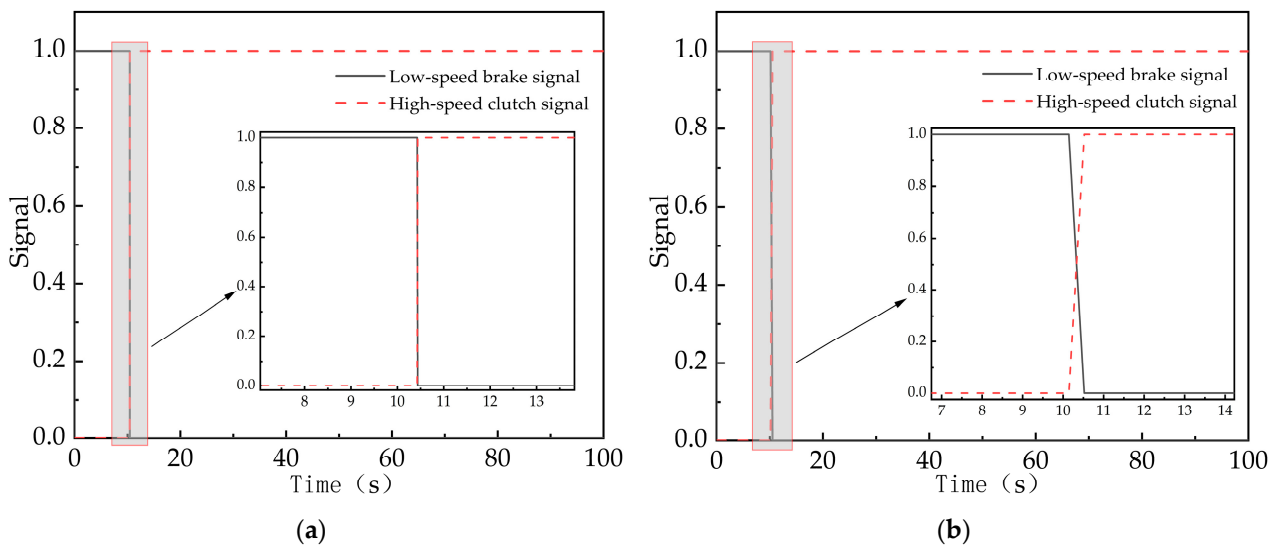 1.0
0.8
0.6
0.4
0.2
0.0
Signal
0 20 40 60 80 100
Time（s）
Low-speed brake signal
High-speed clutch signal
1.0
0.8
0.6
0.4
0.2
0.0
8 9 10 11 12 13
(a)
1.0
0.8
0.6
0.4
0.2
0.0
Signal
0 20 40 60 80 100
Time（s）
Low-speed brake signal
High-speed clutch signal
1.0
0.8
0.6
0.4
0.2
0.0
7 8 9 10 11 12 13 14
(b)